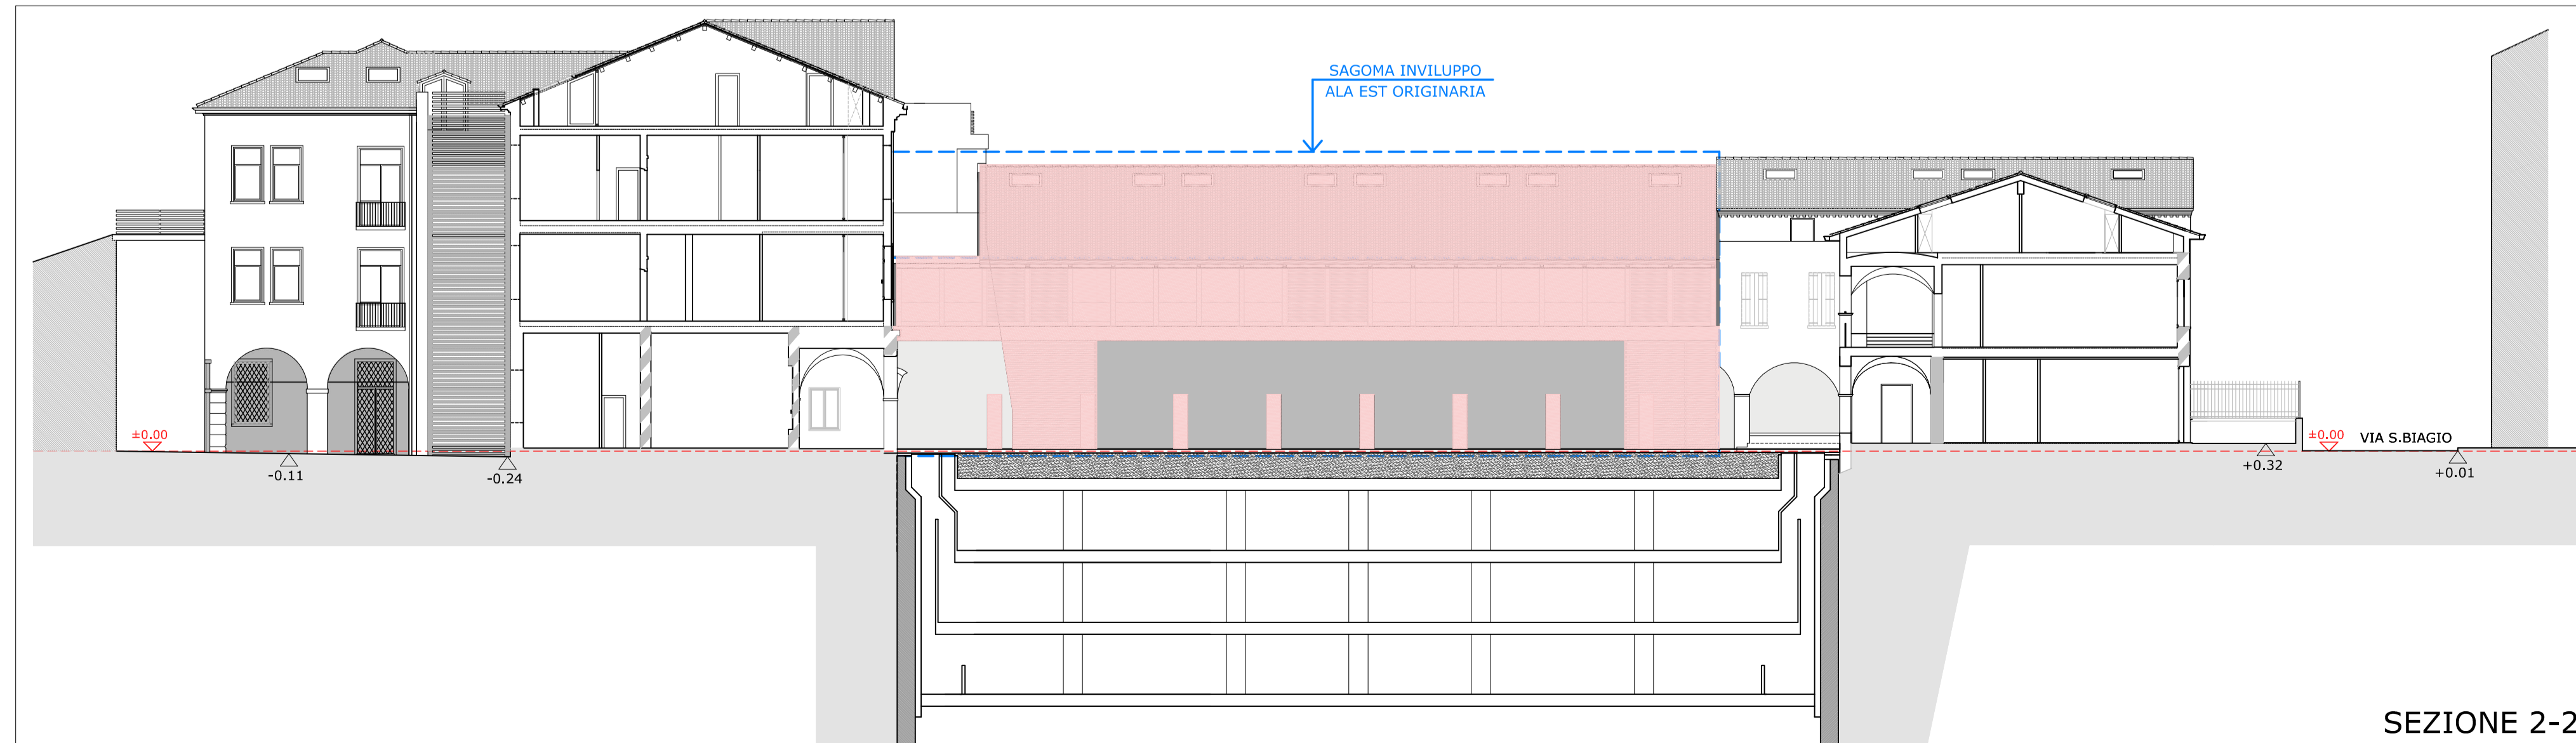 SAGOMA INVILUPPO
ALA EST ORIGINARIA
±0.00
-0.11
-0.24
±0.00
VIA S.BIAGIO
+0.32
+0.01
SEZIONE 2-2